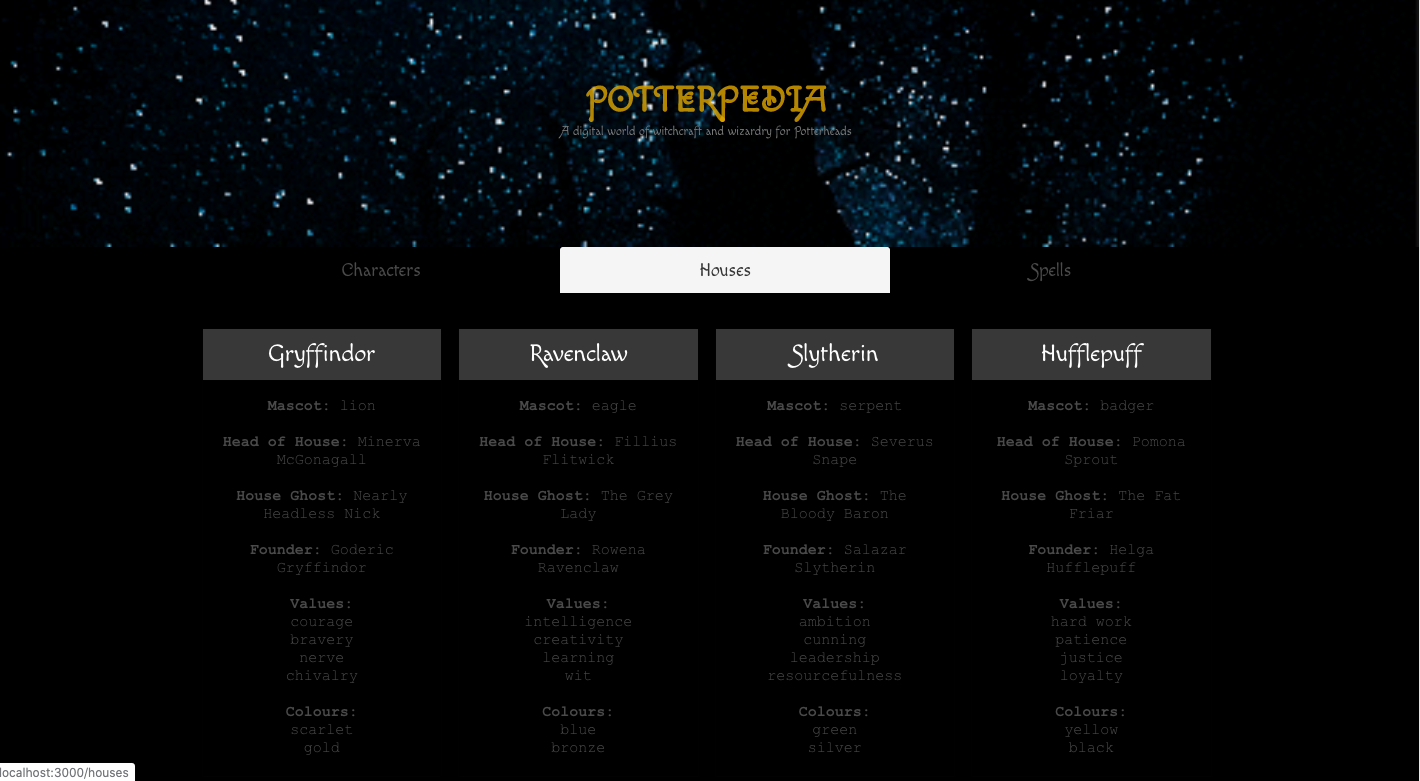 POTTERPEDIA
A digital world of witchcraft and wizardry for Potterheads
Characters
Houses
Spells
Gryffindor
Mascot: lion
Head of House: Minerva
McGonagall
House Ghost: Nearly
Headless Nick
Founder: Goderic
Gryffindor
Values:
courage
bravery
nerve
chivalry
Colours:
scarlet
gold
Ravenclaw
Mascot: eagle
Head of House: Fillius
Flitwick
House Ghost: The Grey
Lady
Founder: Rowena
Ravenclaw
Values:
intelligence
creativity
learning
wit
Colours:
blue
bronze
Slytherin
Mascot: serpent
Head of House: Severus
Snape
House Ghost: The
Bloody Baron
Founder: Salazar
Slytherin
Values:
ambition
cunning
leadership
resourcefulness
Colours:
green
silver
Hufflepuff
Mascot: badger
Head of House: Pomona
Sprout
House Ghost: The Fat
Friar
Founder: Helga
Hufflepuff
Values:
hard work
patience
justice
loyalty
Colours:
yellow
black
localhost:3000/houses